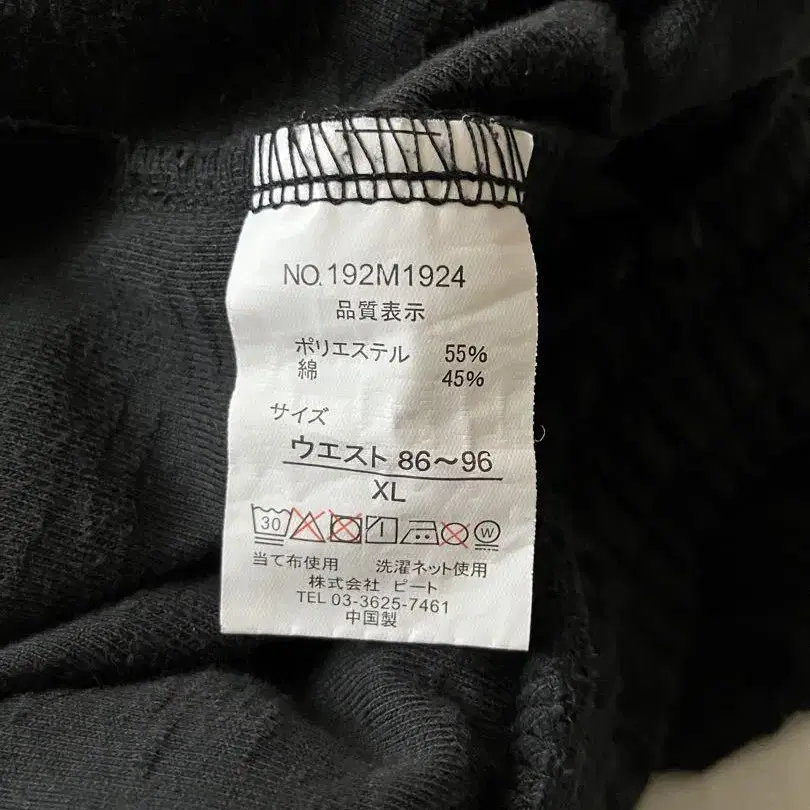 NO.192M1924
品質表示
ポリエステル 55%
綿 45%
サイズ
ウエスト 86～96
XL
30 W
当て布使用 洗濯ネット使用
株式会社 ピート
TEL 03-3625-7461
中国製